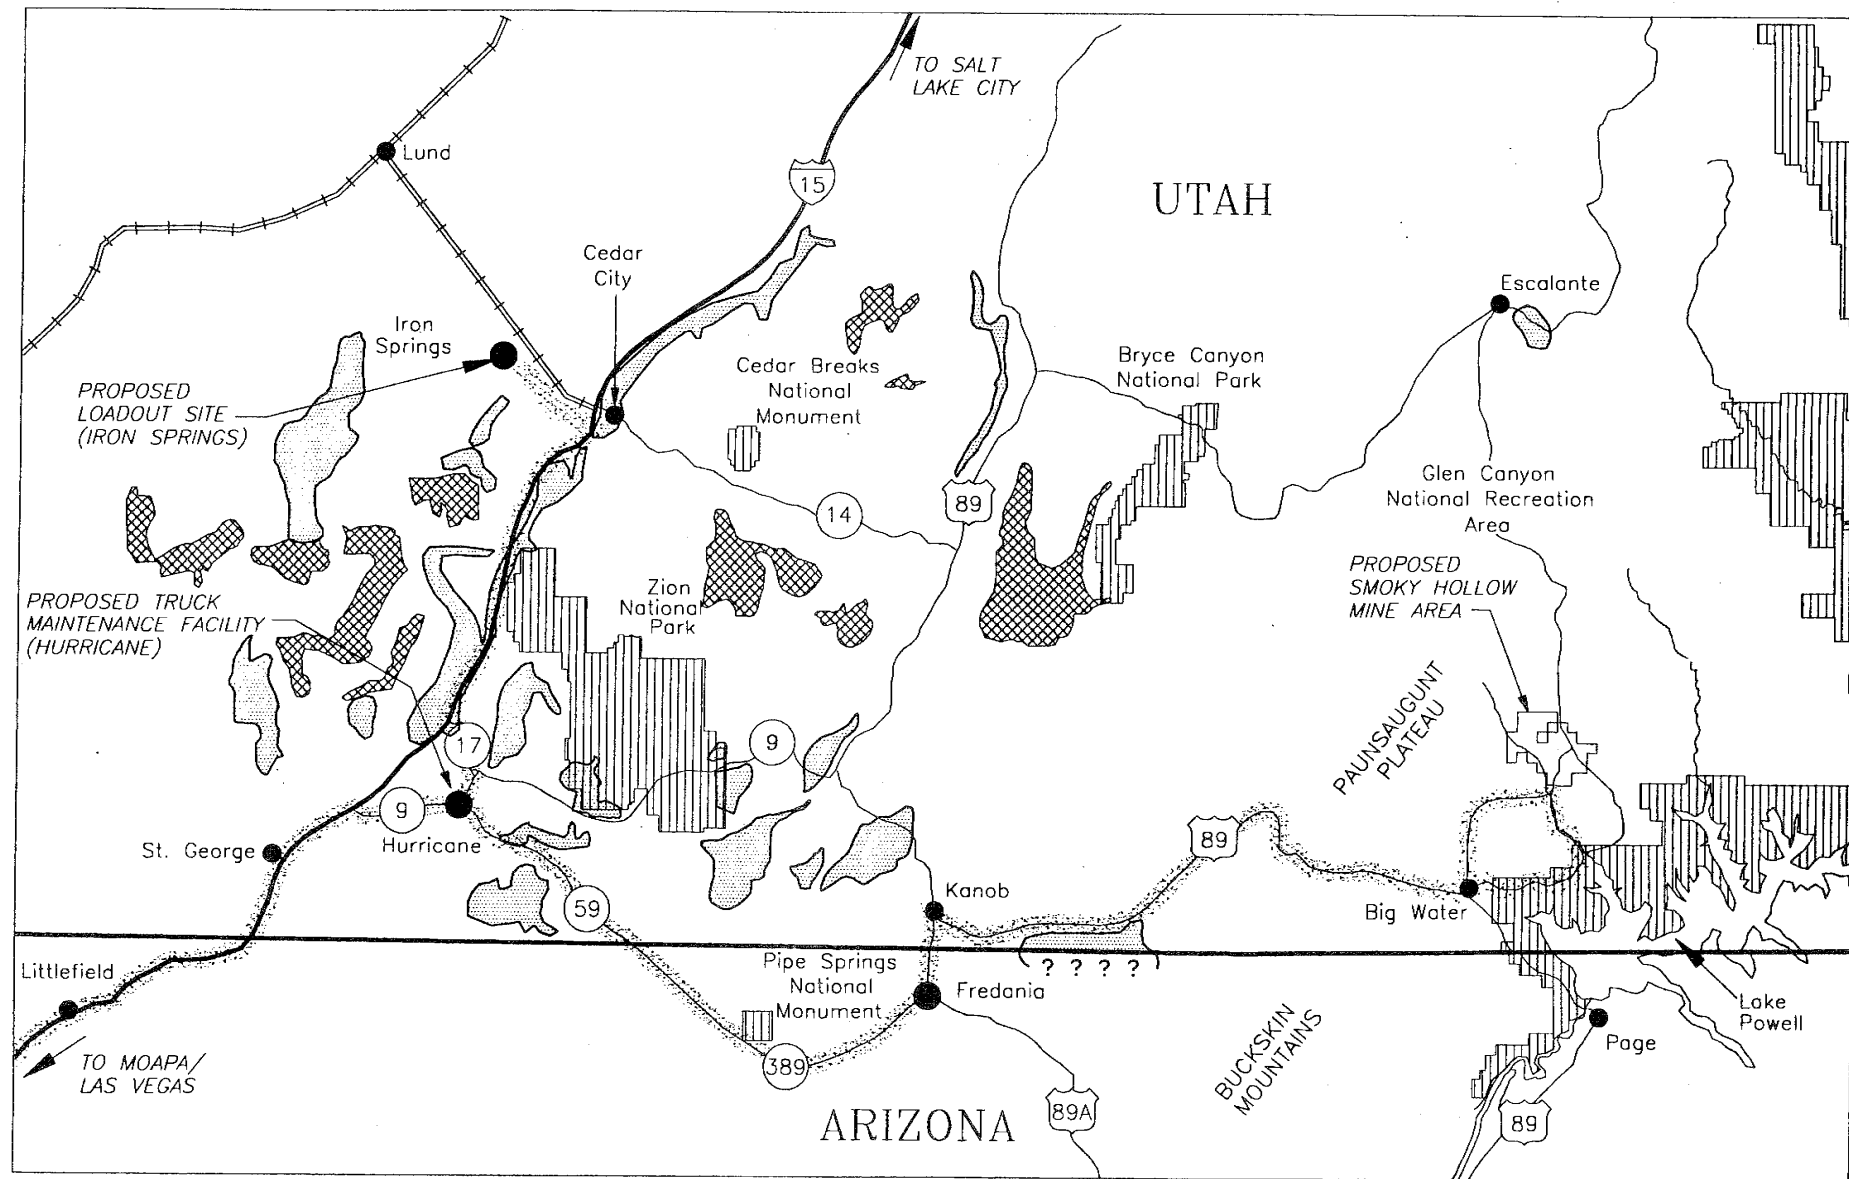 TO SALT
LAKE CITY
Lund
15
UTAH
Cedar
City
Escalante
Iron
Springs
Cedar Breaks
National
Monument
Bryce Canyon
National Park
PROPOSED
LOADOUT SITE
(IRON SPRINGS)
89
14
Glen Canyon
National Recreation
Area
PROPOSED
SMOKY HOLLOW
MINE AREA
Zion
National
Park
PROPOSED TRUCK
MAINTENANCE FACILITY
(HURRICANE)
PAUNSAUGUNT
PLATEAU
17
9
9
Hurricane
St. George
89
Kanob
Big Water
59
Littlefield
Pipe Springs
National
Monument
? ? ? ?
Fredania
Lake
Powell
Page
TO MOAPA/
LAS VEGAS
389
BUCKSKIN
MOUNTAINS
89A
89
ARIZONA